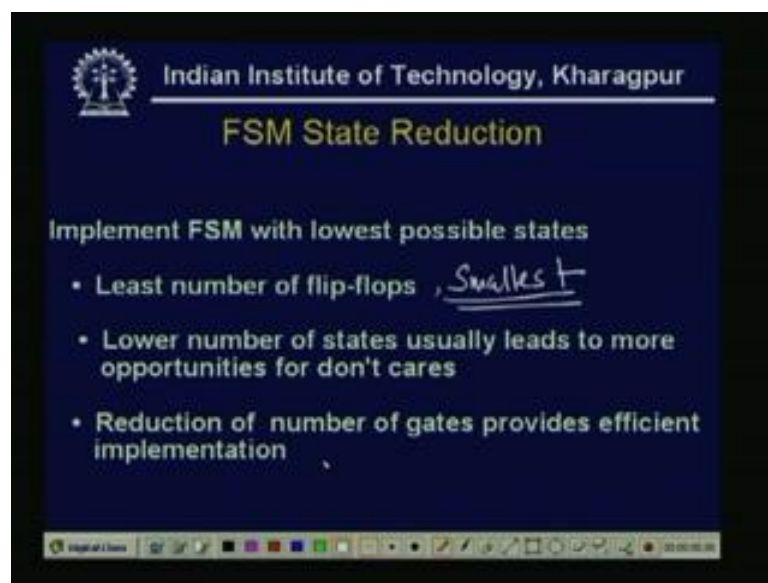 Indian Institute of Technology, Kharagpur
FSM State Reduction
Implement FSM with lowest possible states
• Least number of flip-flops , Smallest
• Lower number of states usually leads to more
opportunities for don't cares
• Reduction of number of gates provides efficient
implementation